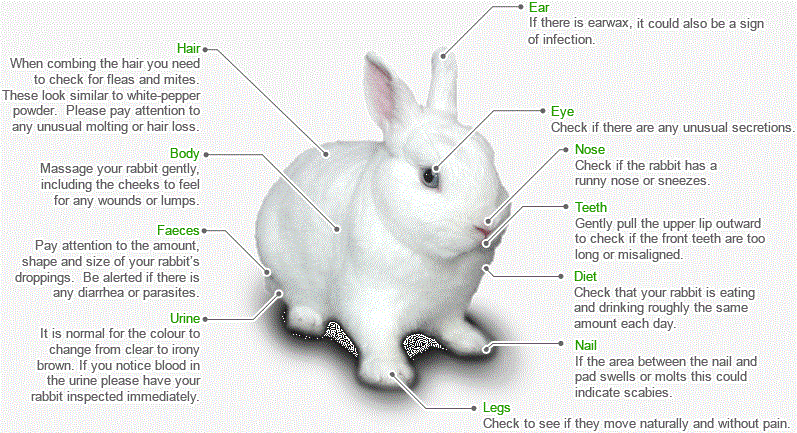 Ear
If there is earwax, it could also be a sign
of infection.
Hair
When combing the hair you need
to check for fleas and mites.
These look similar to white-pepper
powder. Please pay attention to
any unusual molting or hair loss.
Eye
Check if there are any unusual secretions.
Body
Massage your rabbit gently,
including the cheeks to feel
for any wounds or lumps.
Nose
Check if the rabbit has a
runny nose or sneezes.
Teeth
Gently pull the upper lip outward
to check if the front teeth are too
long or misaligned.
Faeces
Pay attention to the amount,
shape and size of your rabbit's
droppings. Be alerted if there is
any diarrhea or parasites.
Diet
Check that your rabbit is eating
and drinking roughly the same
amount each day.
Urine
It is normal for the colour to
change from clear to irony
brown. If you notice blood in
the urine please have your
rabbit inspected immediately.
Nail
If the area between the nail and
pad swells or molts this could
indicate scabies.
Legs
Check to see if they move naturally and without pain.